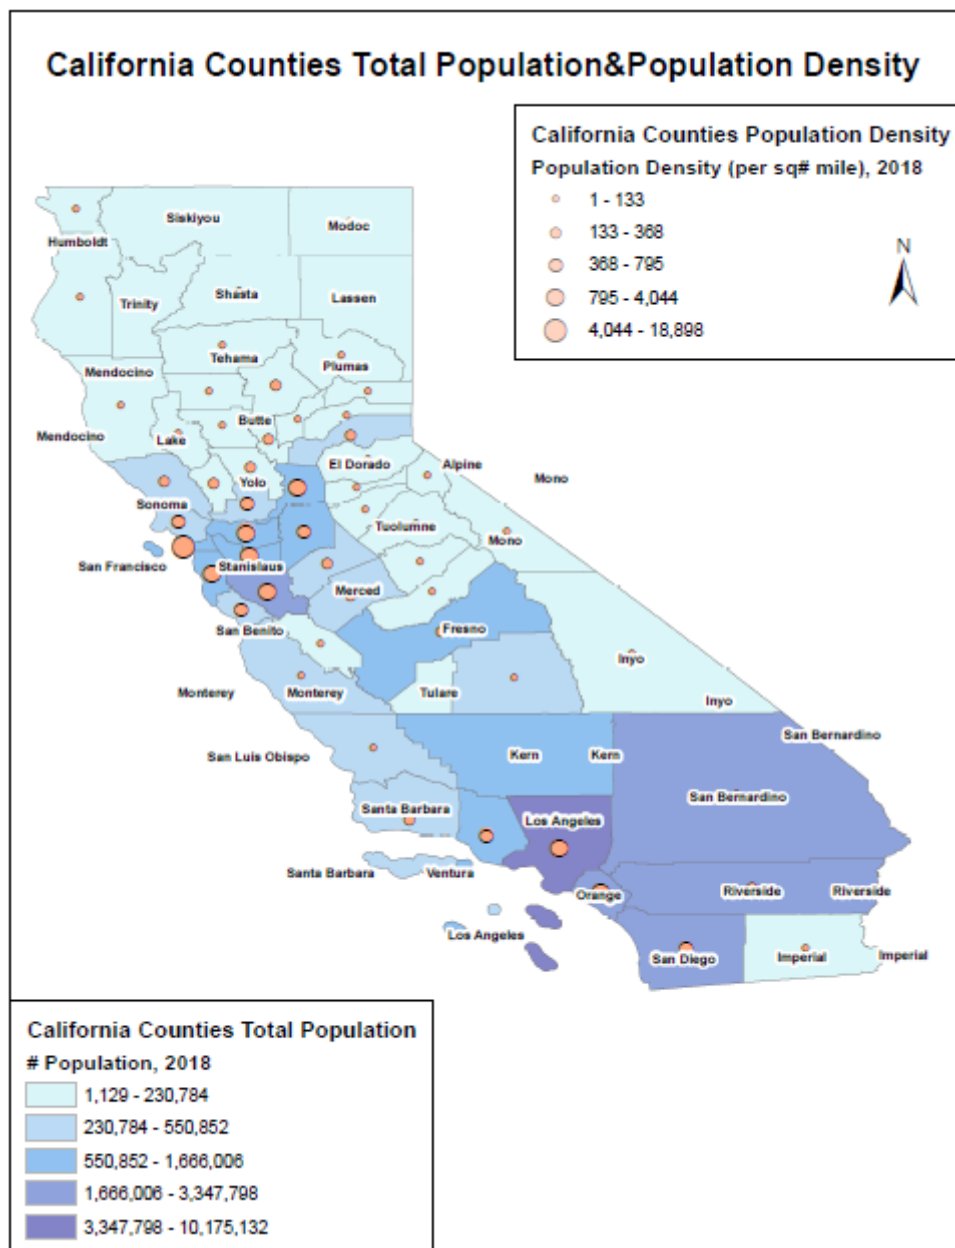 California Counties Total Population&Population Density
California Counties Population Density
Population Density (per sq# mile), 2018
1 - 133
133 - 368
368 - 795
795 - 4,044
4,044 - 18,898
N
Siskiyou
Modoc
Humboldt
Trinity
Shasta
Lassen
Tehama
Plumas
Mendocino
Butte
Mendocino
Lake
El Dorado
Alpine
Mono
Yolo
Sonoma
Tuolumne
Mono
San Francisco
Stanislaus
Merced
San Benito
Fresno
Inyo
Monterey
Monterey
Tulare
Inyo
San Bernardino
San Luis Obispo
Kern
Kern
San Bernardino
Santa Barbara
Los Angeles
Santa Barbara
Ventura
Orange
Riverside
Riverside
Los Angeles
San Diego
Imperial
Imperial
California Counties Total Population
# Population, 2018
1,129 - 230,784
230,784 - 550,852
550,852 - 1,666,006
1,666,006 - 3,347,798
3,347,798 - 10,175,132